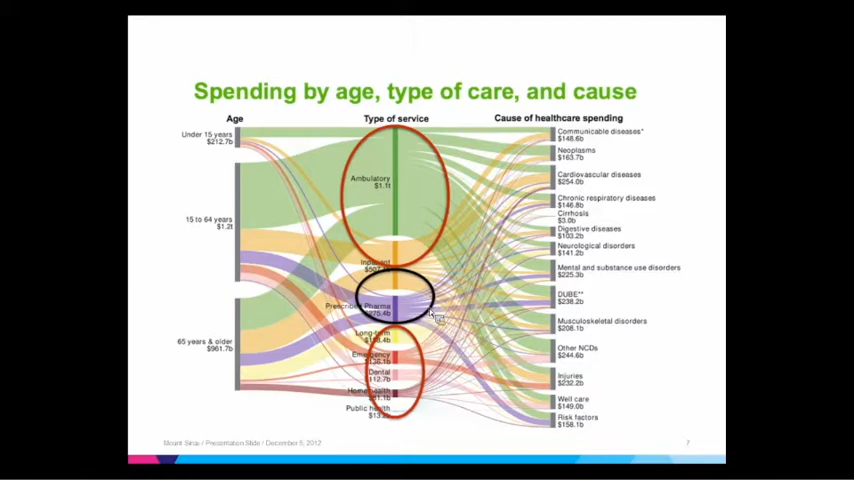 Spending by age, type of care, and cause
Age
Type of service
Cause of healthcare spending
Under 15 years
$212.7b
15 to 64 years
$1.2t
65 years & older
$961.7b
Ambulatory
$1.1t
Inpatient
Prescribed Pharma
Long-term
Emergency
Dental
$112.7b
Home health
Public health
Communicable diseases*
$148.6b
Neoplasms
$163.7b
Cardiovascular diseases
$254.0b
Chronic respiratory diseases
$146.8b
Cirrhosis
$3.0b
Digestive diseases
$103.2b
Neurological disorders
$141.2b
Mental and substance use disorders
$225.3b
DUBE**
$238.2b
Musculoskeletal disorders
$208.1b
Other NCDs
$244.6b
Injuries
$232.2b
Well care
$149.0b
Risk factors
$158.1b
Mount Sinai / Presentation Slide / December 5, 2012
7